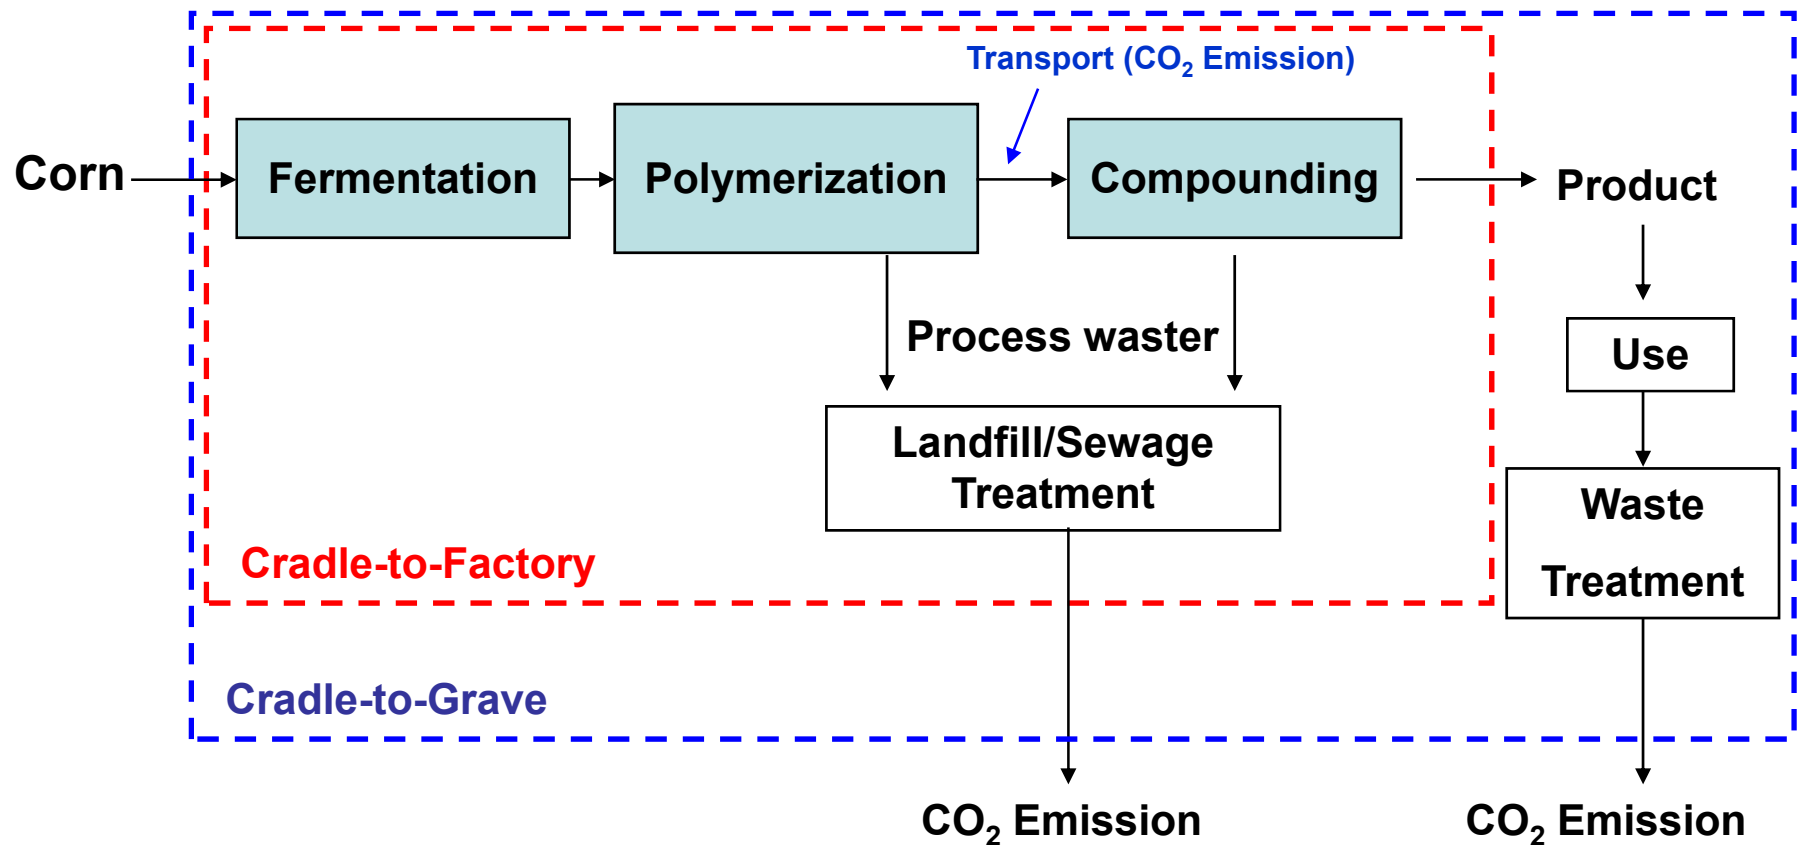 Transport (CO₂ Emission)
Corn
Fermentation
Polymerization
Compounding
Product
Process waster
Use
Landfill/Sewage
Treatment
Waste
Treatment
Cradle-to-Factory
Cradle-to-Grave
CO₂ Emission
CO₂ Emission